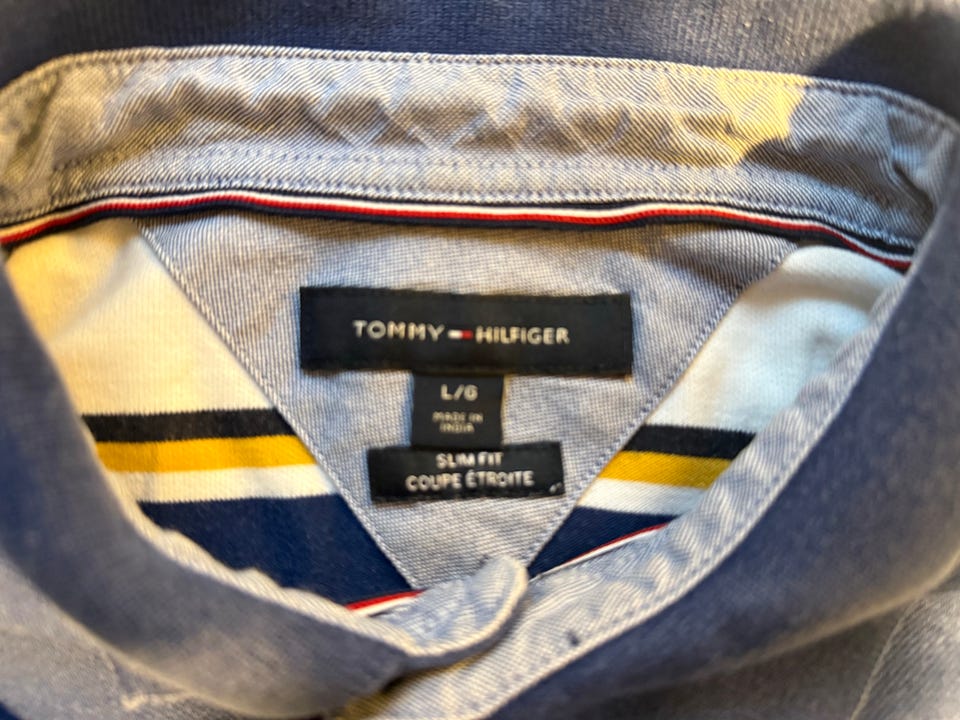 TOMMY HILFIGER
L/G
MADE IN
INDIA
SLIM FIT
COUPE ÉTROITE